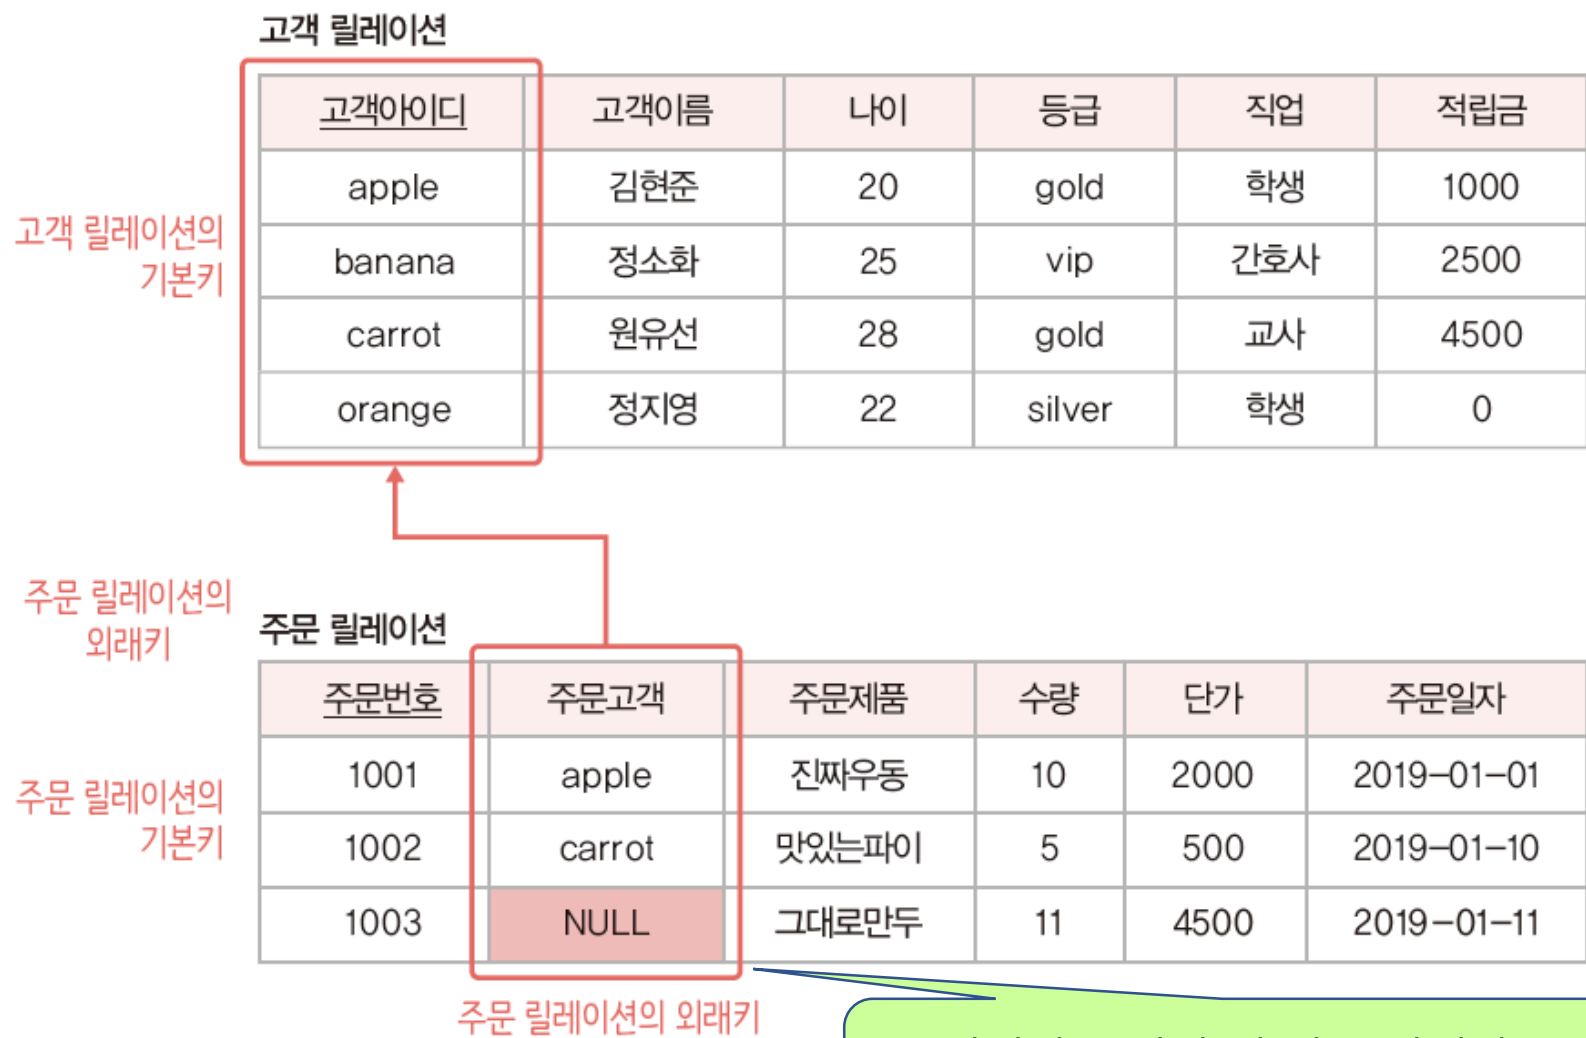 고객 릴레이션
고객아이디 고객이름 나이 등급 직업 적립금
apple 김현준 20 gold 학생 1000
banana 정소화 25 vip 간호사 2500
carrot 원유선 28 gold 교사 4500
orange 정지영 22 silver 학생 0
고객 릴레이션의
기본키
주문 릴레이션의
외래키
주문 릴레이션
주문번호 주문고객 주문제품 수량 단가 주문일자
1001 apple 진짜우동 10 2000 2019-01-01
1002 carrot 맛있는파이 5 500 2019-01-10
1003 NULL 그대로만두 11 4500 2019-01-11
주문 릴레이션의
기본키
주문 릴레이션의 외래키